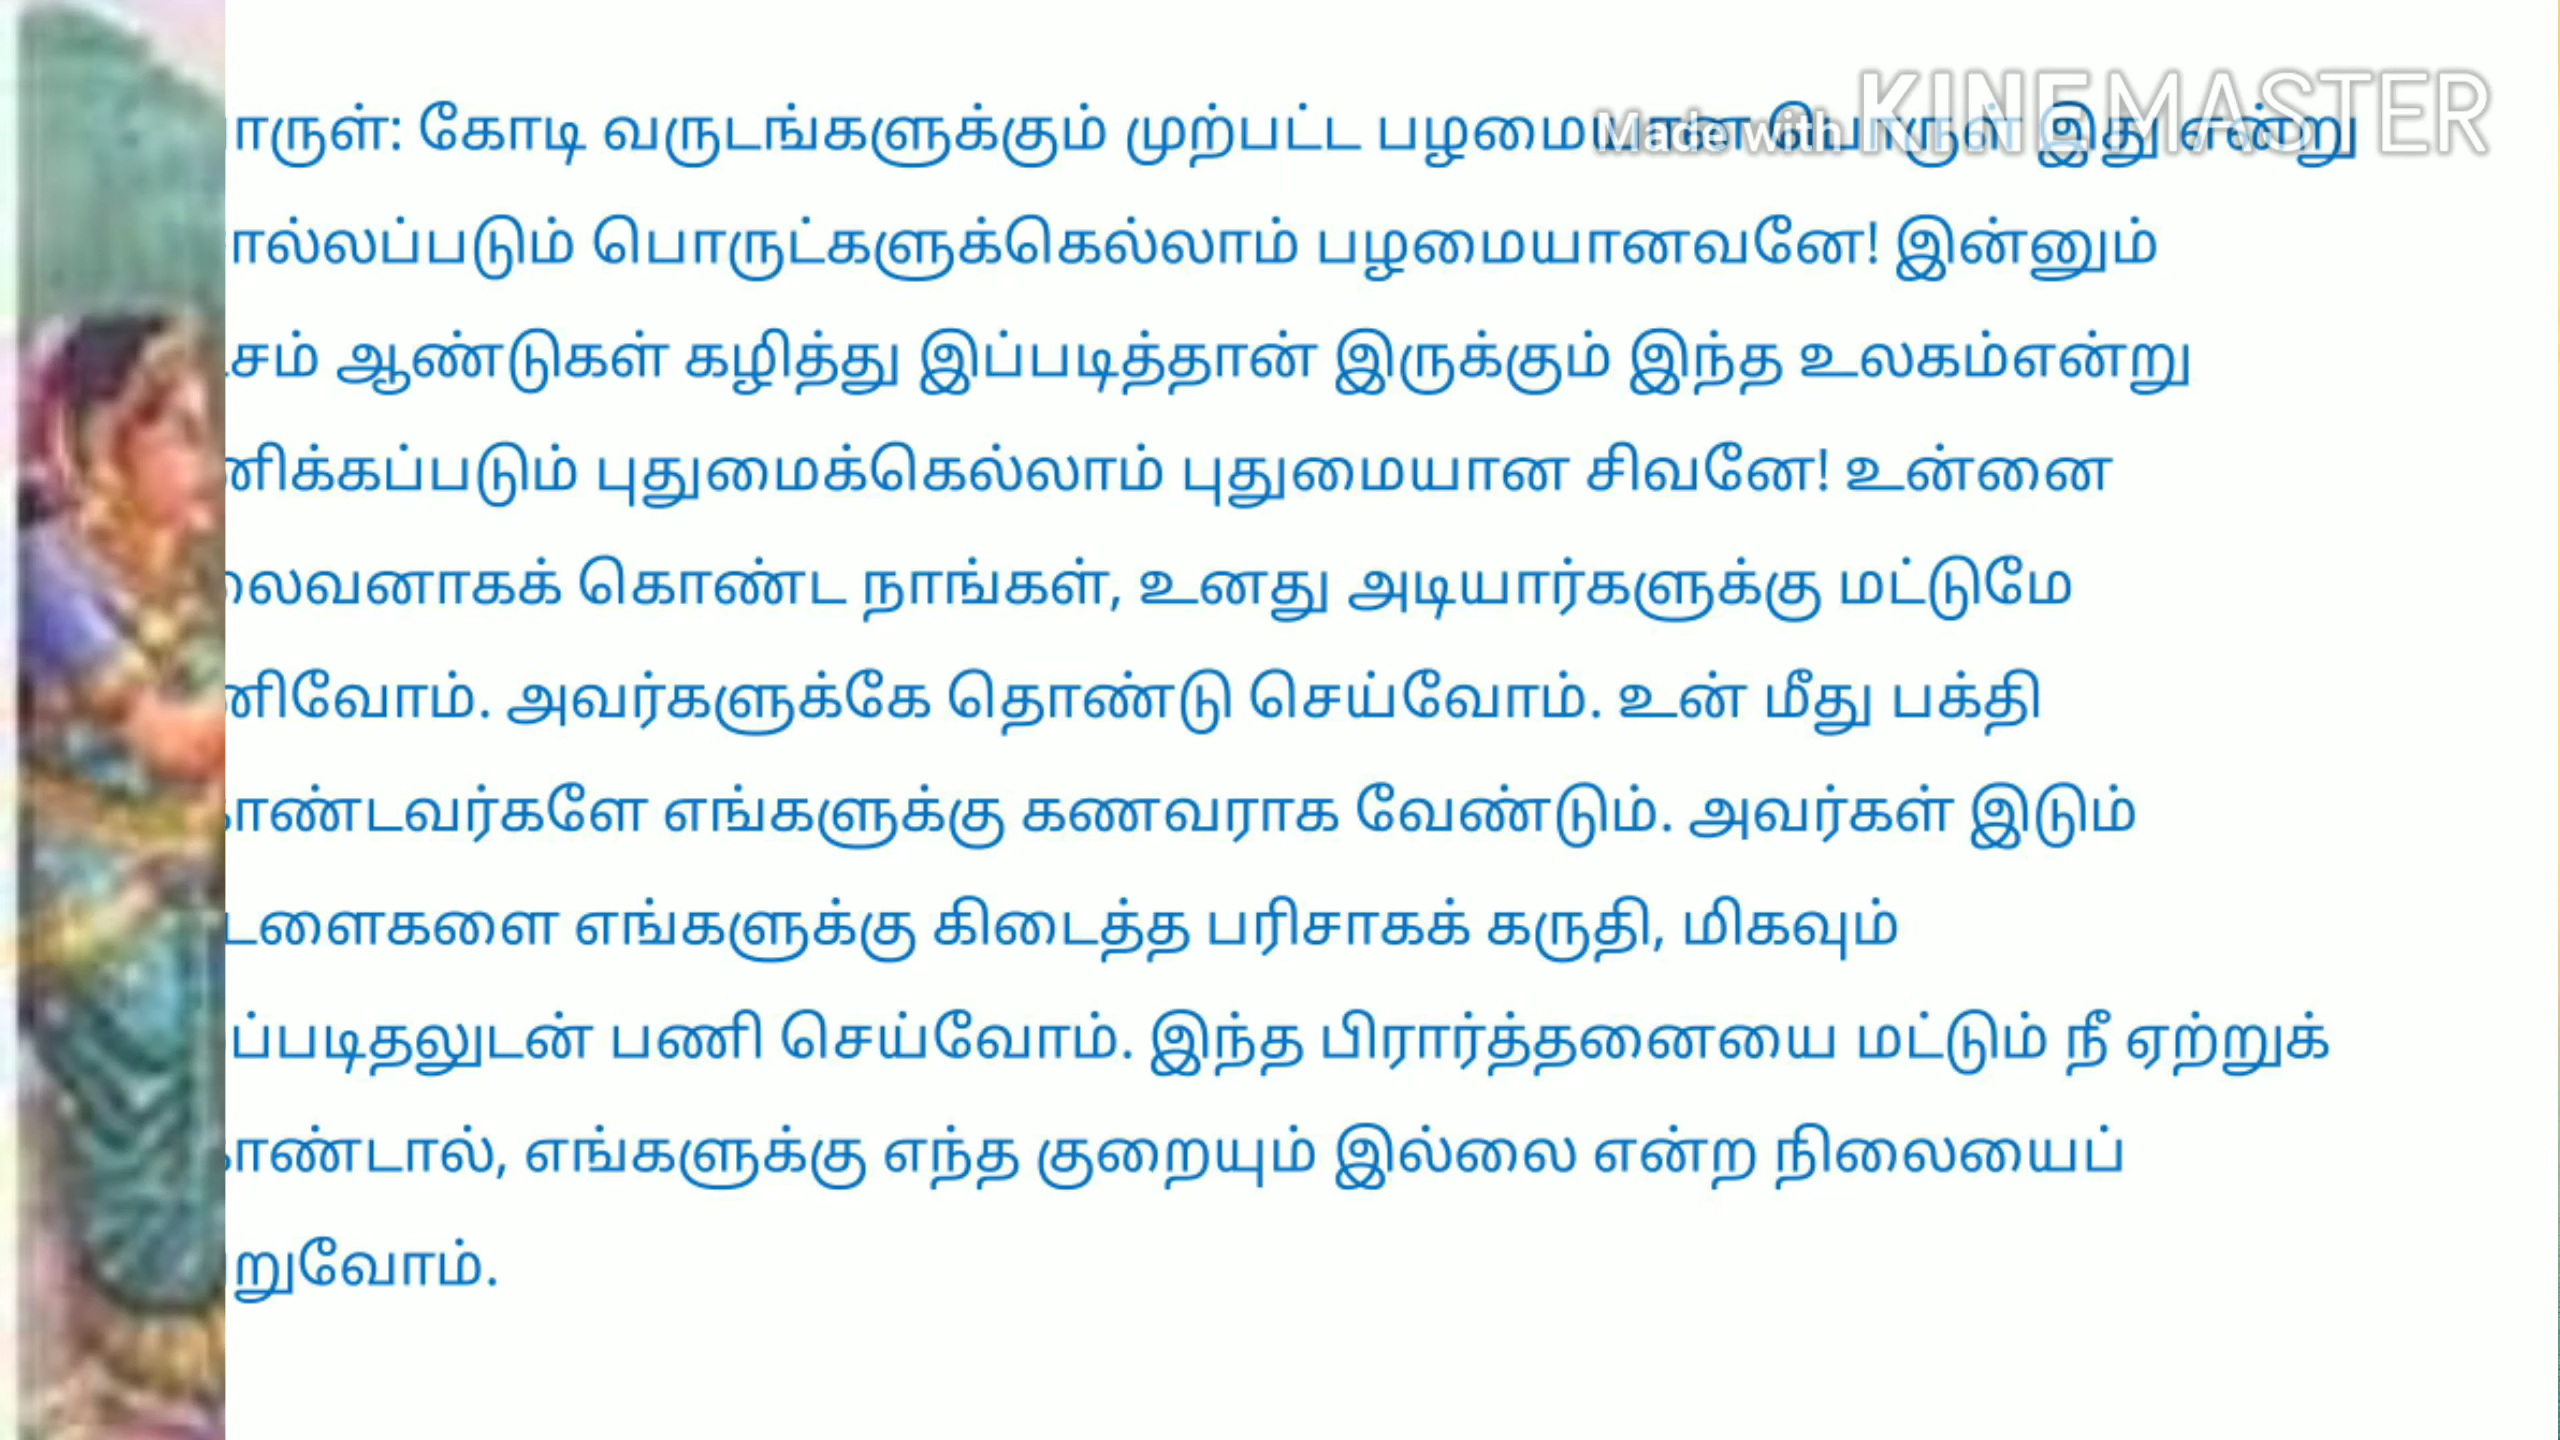 Made with KINEMASTER
ாருள்: கோடி வருடங்களுக்கும் முற்பட்ட பழமையான பொருள் இது என்று
ால்லப்படும் பொருட்களுக்கெல்லாம் பழமையானவனே! இன்னும்
சம் ஆண்டுகள் கழித்து இப்படித்தான் இருக்கும் இந்த உலகம்என்று
ணிக்கப்படும் புதுமைக்கெல்லாம் புதுமையான சிவனே! உன்னை
லைவனாகக் கொண்ட நாங்கள், உனது அடியார்களுக்கு மட்டுமே
ணிவோம். அவர்களுக்கே தொண்டு செய்வோம். உன் மீது பக்தி
ாண்டவர்களே எங்களுக்கு கணவராக வேண்டும். அவர்கள் இடும்
டளைகளை எங்களுக்கு கிடைத்த பரிசாகக் கருதி, மிகவும்
ப்படிதலுடன் பணி செய்வோம். இந்த பிரார்த்தனையை மட்டும் நீ ஏற்றுக்
ாண்டால், எங்களுக்கு எந்த குறையும் இல்லை என்ற நிலையைப்
றுவோம்.